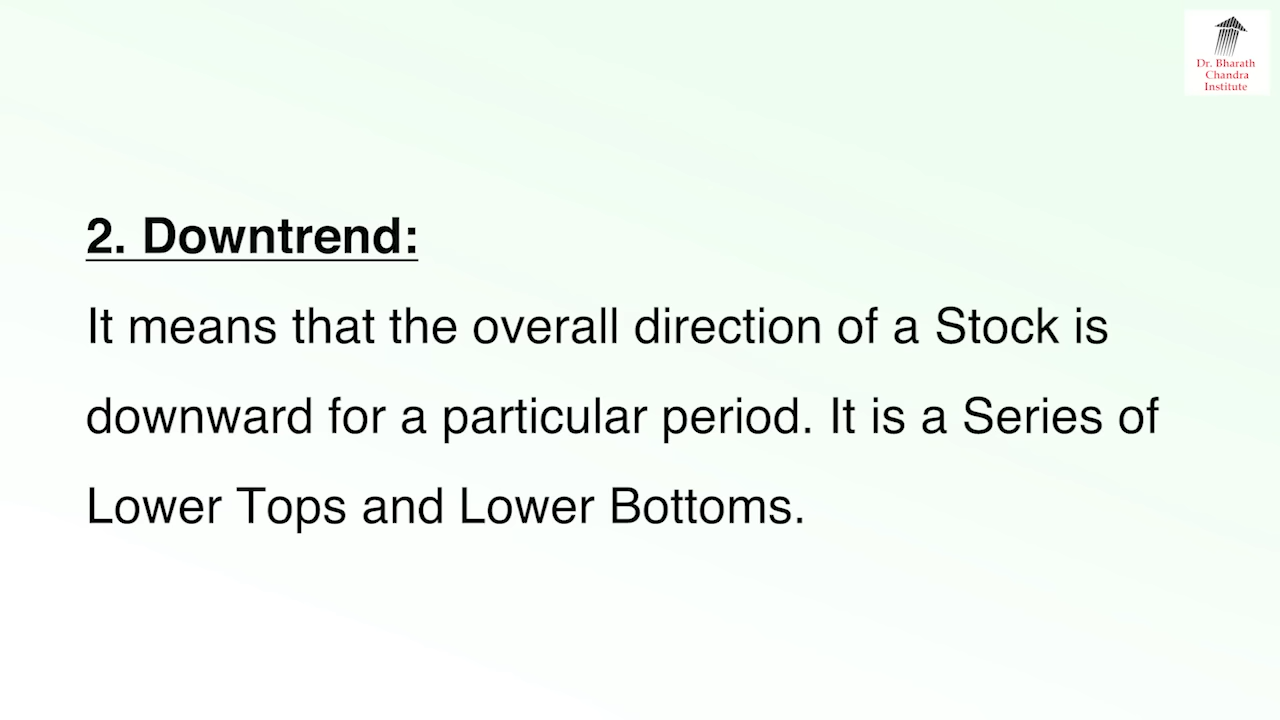 Dr. Bharath
Chandra
Institute
2. Downtrend:
It means that the overall direction of a Stock is
downward for a particular period. It is a Series of
Lower Tops and Lower Bottoms.